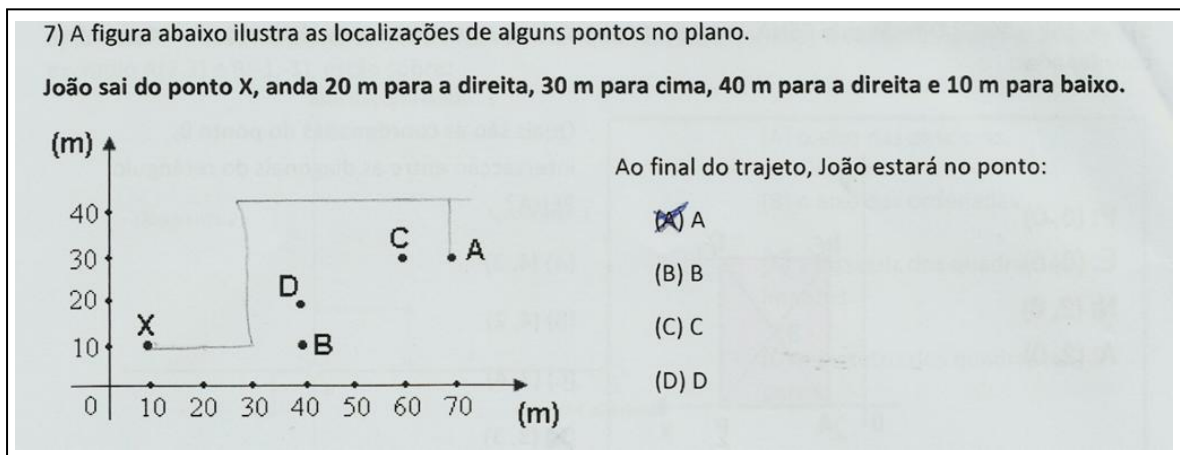 7) A figura abaixo ilustra as localizações de alguns pontos no plano.
João sai do ponto X, anda 20 m para a direita, 30 m para cima, 40 m para a direita e 10 m para baixo.
(m)
40
30
20
10
X
D
B
C
A
0 10 20 30 40 50 60 70 (m)
Ao final do trajeto, João estará no ponto:
(A) A
(B) B
(C) C
(D) D